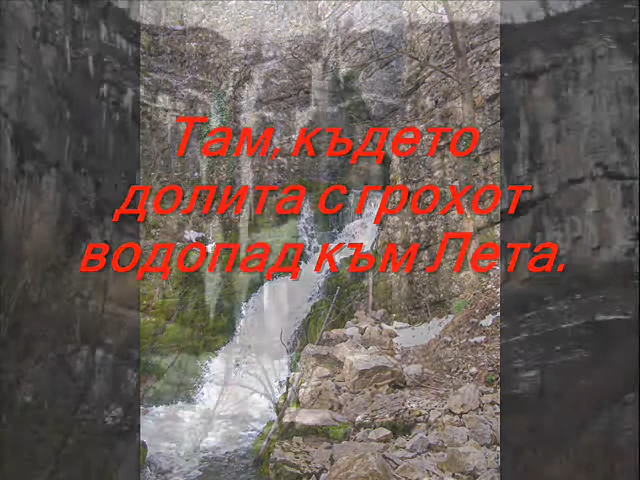 Там, където
долита с грохот
водопад към Лета.